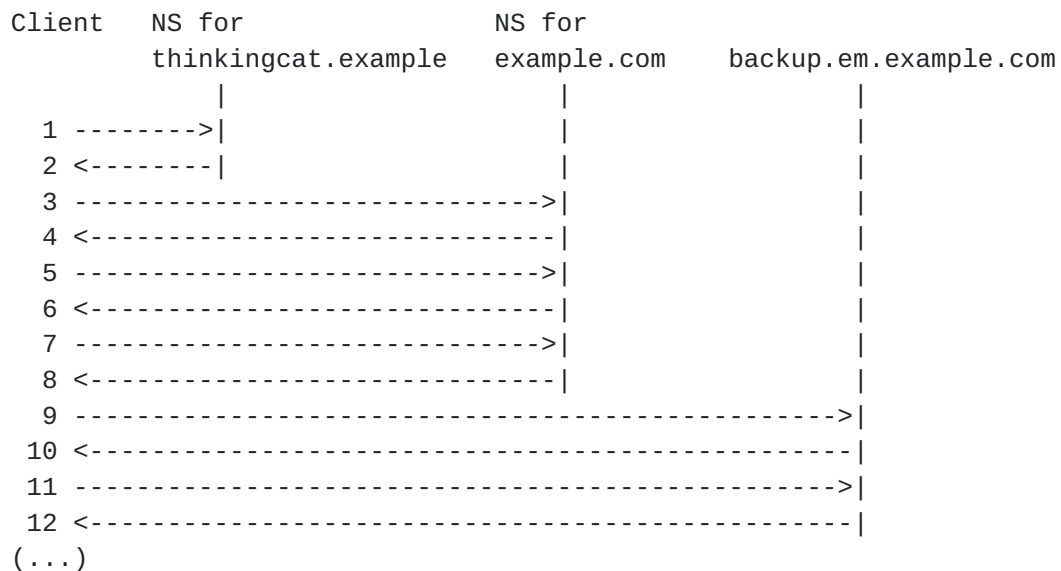 Client   NS for                NS for
         thinkingcat.example   example.com    backup.em.example.com
              |                     |                  |
  1 -------->|                     |                  |
  2 <--------|                     |                  |
  3 ------------------------------>|                  |
  4 <------------------------------|                  |
  5 ------------------------------>|                  |
  6 <------------------------------|                  |
  7 ------------------------------>|                  |
  8 <------------------------------|                  |
  9 ------------------------------------------------->|
 10 <-------------------------------------------------|
 11 ------------------------------------------------->|
 12 <-------------------------------------------------|
(...)